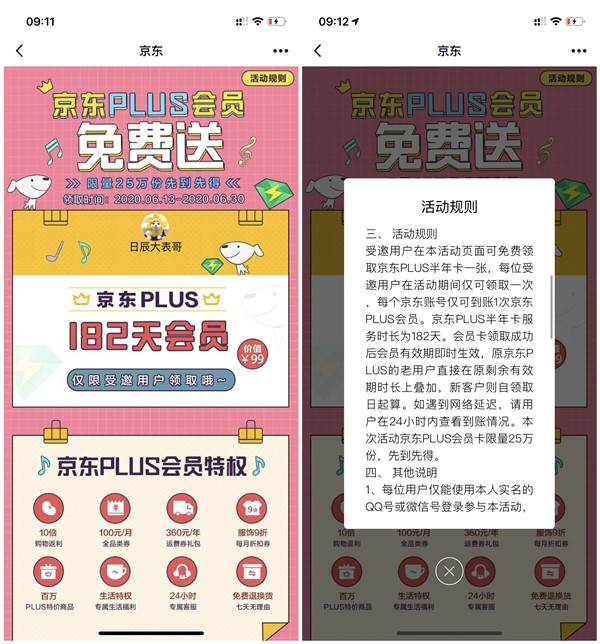 09:11
京东
活动规则
京东PLUS会员
免费送
>> 限量25万份先到先得 <<
领取时间：2020.06.13-2020.06.30
日辰大表哥
京东PLUS
182天会员
价值
¥99
仅限受邀用户领取哦~
京东PLUS会员特权
10倍
购物返利
100元/月
全品类券
360元/年
运费券礼包
9折
服饰9折
每月折扣券
百万
PLUS特价商品
生活特权
专属生活福利
24小时
专属客服
免费退换货
七天无理由
09:12
京东
活动规则
京东PLUS会员
免费送
活动规则
三、 活动规则
受邀用户在本活动页面可免费领
取京东PLUS半年卡一张，每位受
邀用户在活动期间仅可领取一次
，每个京东账号仅可到账1次京东
PLUS会员。京东PLUS半年卡服
务时长为182天。会员卡领取成功
后会员有效期即时生效，原京东P
LUS的老用户直接在原剩余有效
期时长上叠加，新客户则自领取
日起算。如遇到网络延迟，请用
户在24小时内查看到账情况。本
次活动京东PLUS会员卡限量25万
份，先到先得。
四、 其他说明
1、每位用户仅能使用本人实名的
QQ号或微信号登录参与本活动，
10倍
购物返利
100元/月
全品类券
360元/年
运费券礼包
服饰9折
每月折扣券
百万
PLUS特价商品
生活特权
专属生活福利
24小时
专属客服
免费退换货
七天无理由